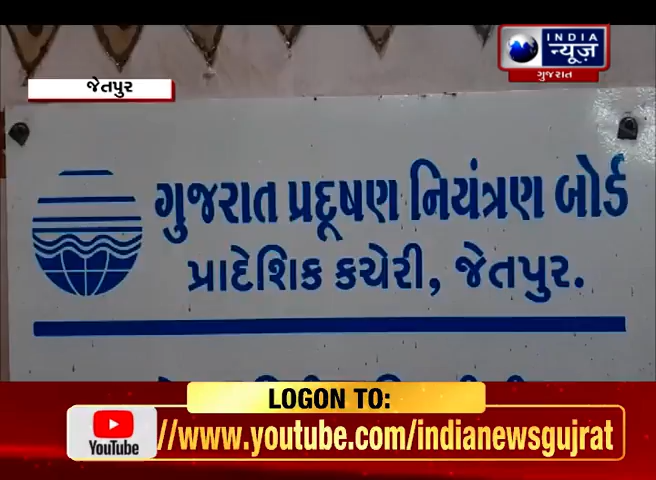 INDIA
न्यूज़
ગુજરાત
જેતપુર
ગુજરાત પ્રદૂષણ નિયંત્રણ બોર્ડ
પ્રાદેશિક કચેરી, જેતપુર.
LOGON TO:
YouTube
//www.youtube.com/indianewsgujrat